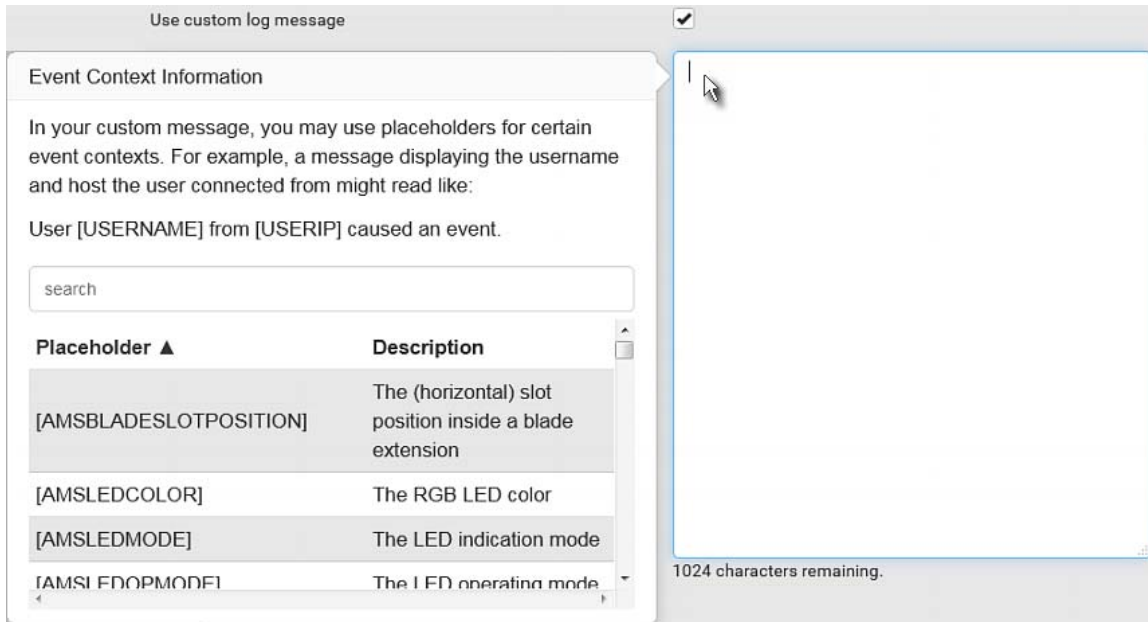 Use custom log message
Event Context Information
In your custom message, you may use placeholders for certain
event contexts. For example, a message displaying the username
and host the user connected from might read like:
User [USERNAME] from [USERIP] caused an event.
search
Placeholder ▲ Description
[AMSBLADESLOTPOSITION] The (horizontal) slot
position inside a blade
extension
[AMSLEDCOLOR] The RGB LED color
[AMSLEDMODE] The LED indication mode
[AMSLEDOPMODE] The LED operating mode
1024 characters remaining.